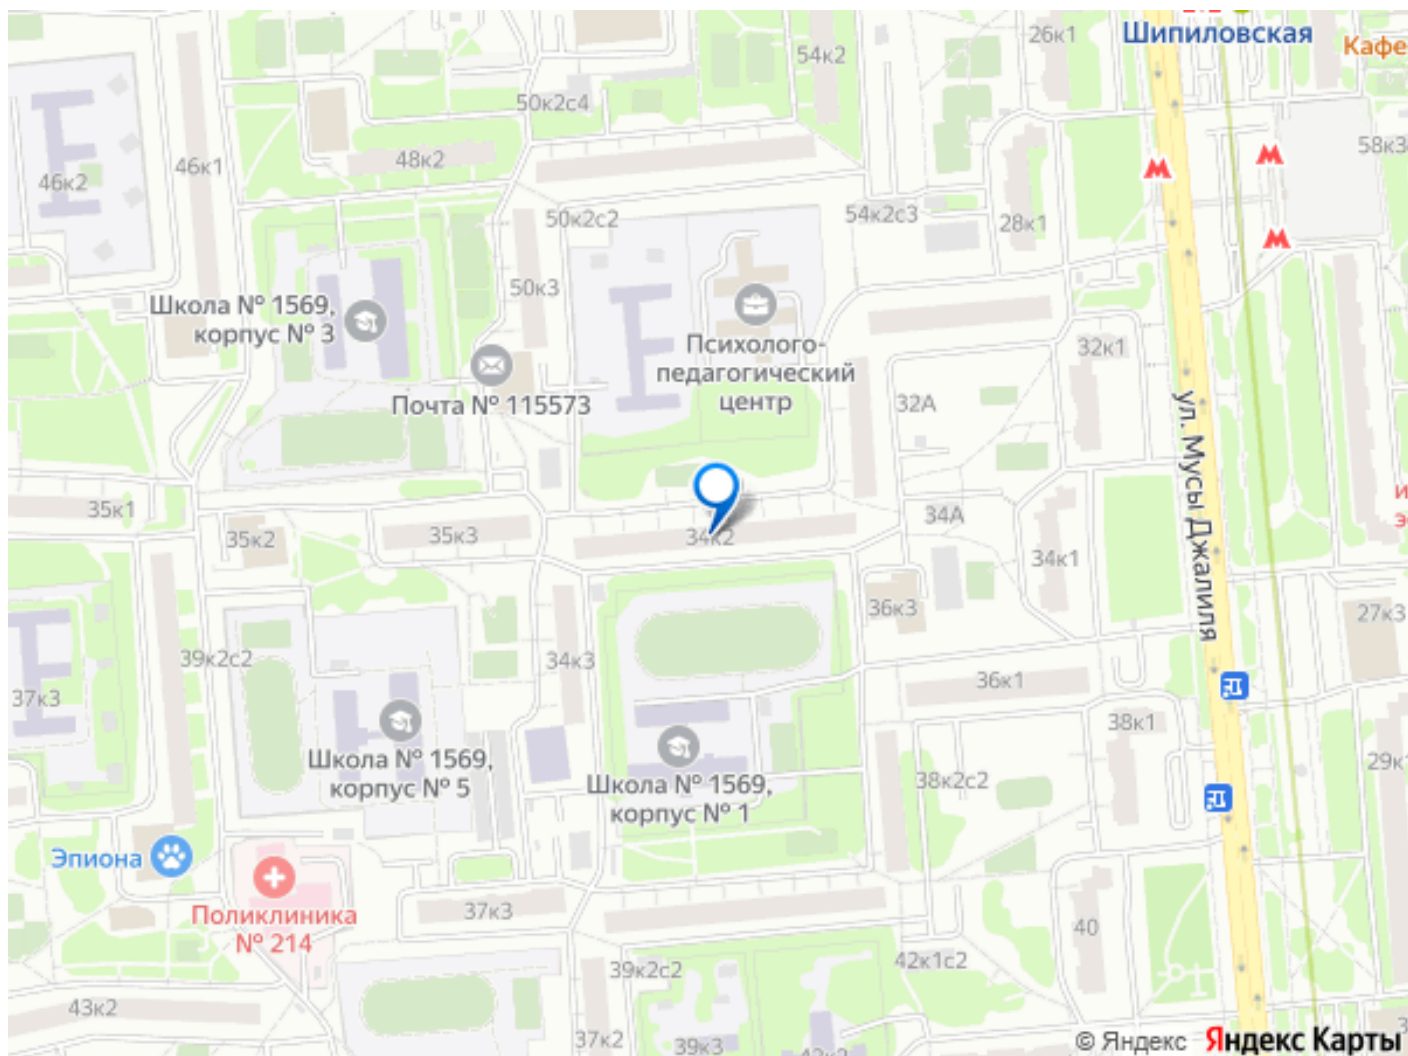 Шипиловская
Кафе
26к1
54к2
50к2с4
58к3
48к2
46к1
46к2
50к2с2
54к2с3
28к1
50к3
Школа № 1569,
корпус № 3
Психолого-
педагогический
центр
32к1
Почта № 115573
32А
ул. Мусы Джалиля
35к1
35к2
35к3
34к2
34А
34к1
36к3
27к3
39к2с2
34к3
36к1
37к3
38к1
Школа № 1569,
корпус № 5
Школа № 1569,
корпус № 1
38к2с2
Эпиона
Поликлиника
№ 214
37к3
40
39к2с2
42к1с2
43к2
37к2
39к3
© Яндекс Яндекс Карты